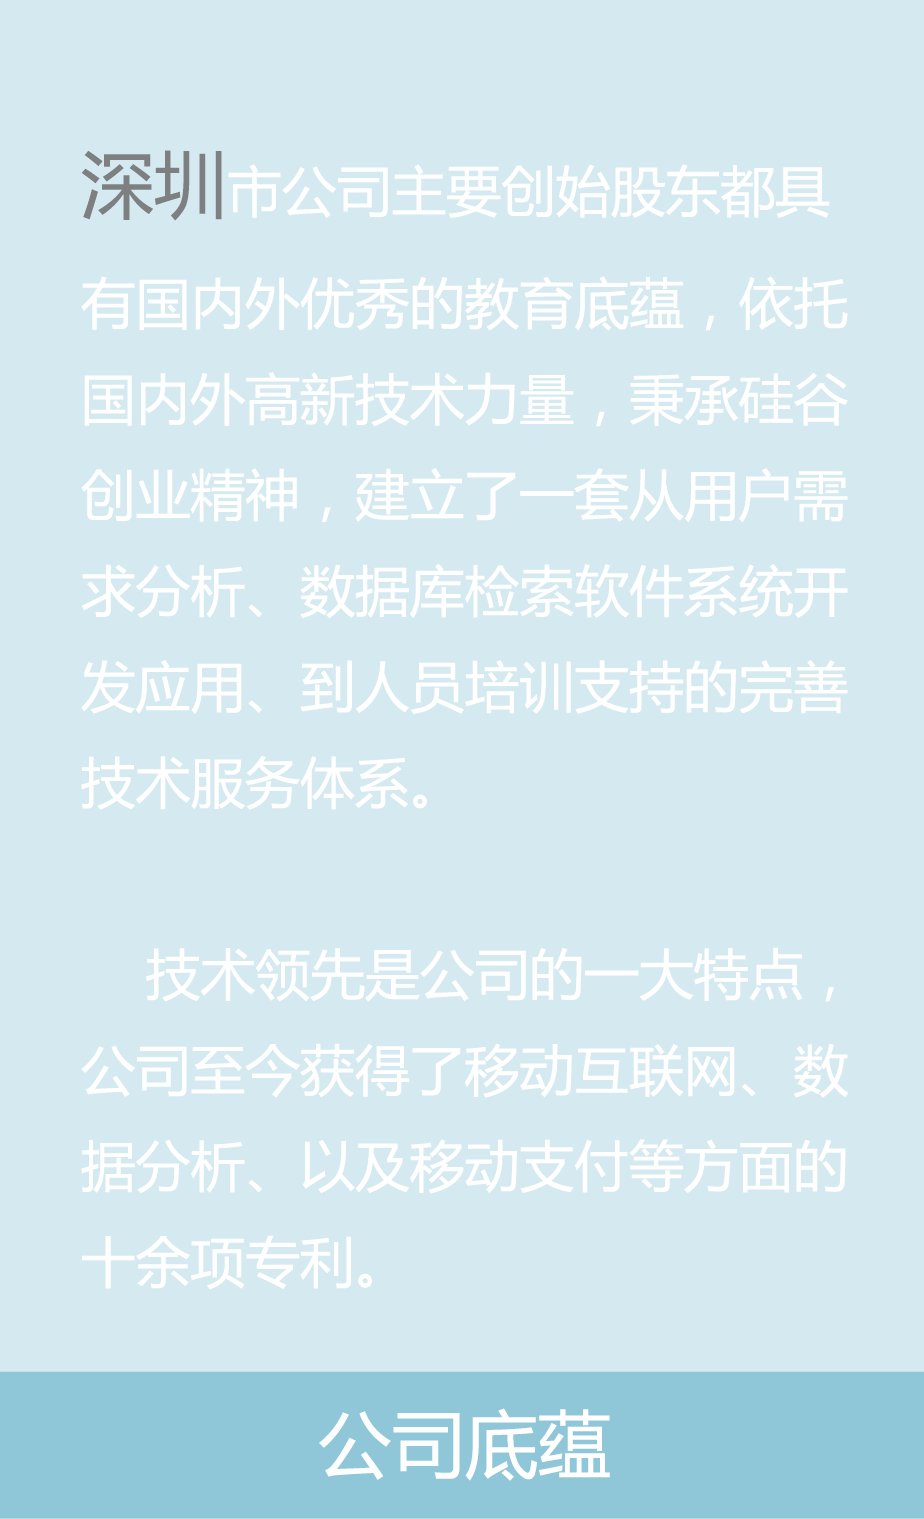 深圳市公司主要创始股东都具
有国内外优秀的教育底蕴，依托
国内外高新技术力量，秉承硅谷
创业精神，建立了一套从用户需
求分析、数据库检索软件系统开
发应用、到人员培训支持的完善
技术服务体系。
技术领先是公司的一大特点，
公司至今获得了移动互联网、数
据分析、以及移动支付等方面的
十余项专利。
公司底蕴